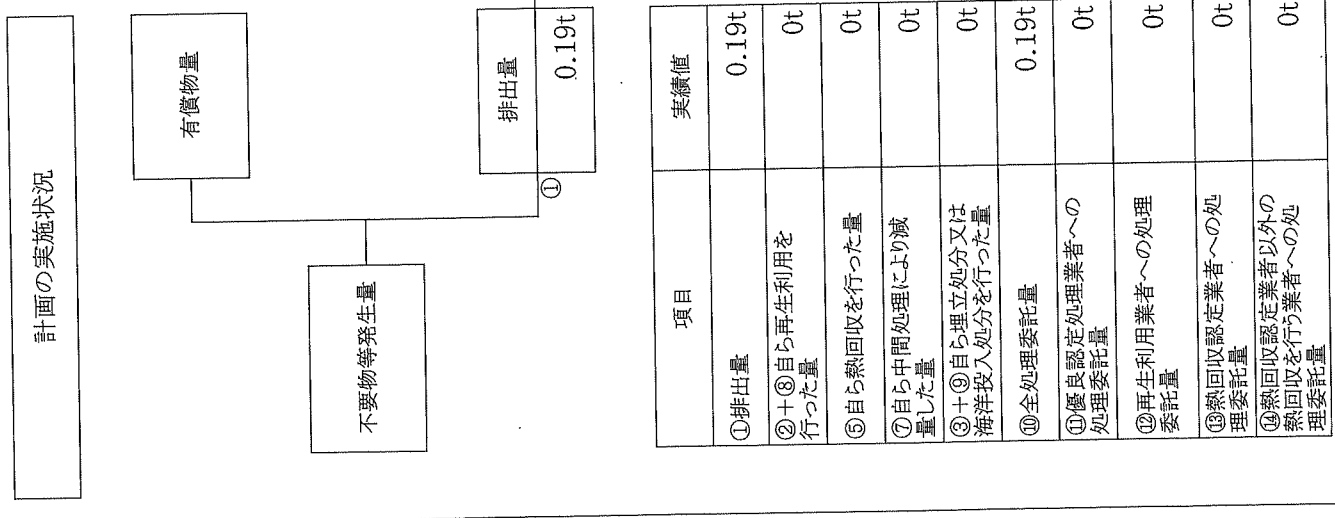 計画の実施状況
有償物量
不要物等発生量
排出量
①
0.19t
項目
実績値
①排出量
0.19t
②+⑧自ら再生利用を
行った量
0t
⑤自ら熱回収を行った量
0t
⑦自ら中間処理により減
量した量
0t
③+⑨自ら埋立処分又は
海洋投入処分を行った量
0t
⑩全処理委託量
0.19t
⑪優良認定処理業者への
処理委託量
0t
⑫再生利用業者への処理
委託量
0t
⑬熱回収認定業者への処
理委託量
0t
⑭熱回収認定業者以外の
熱回収を行う業者への処
理委託量
0t